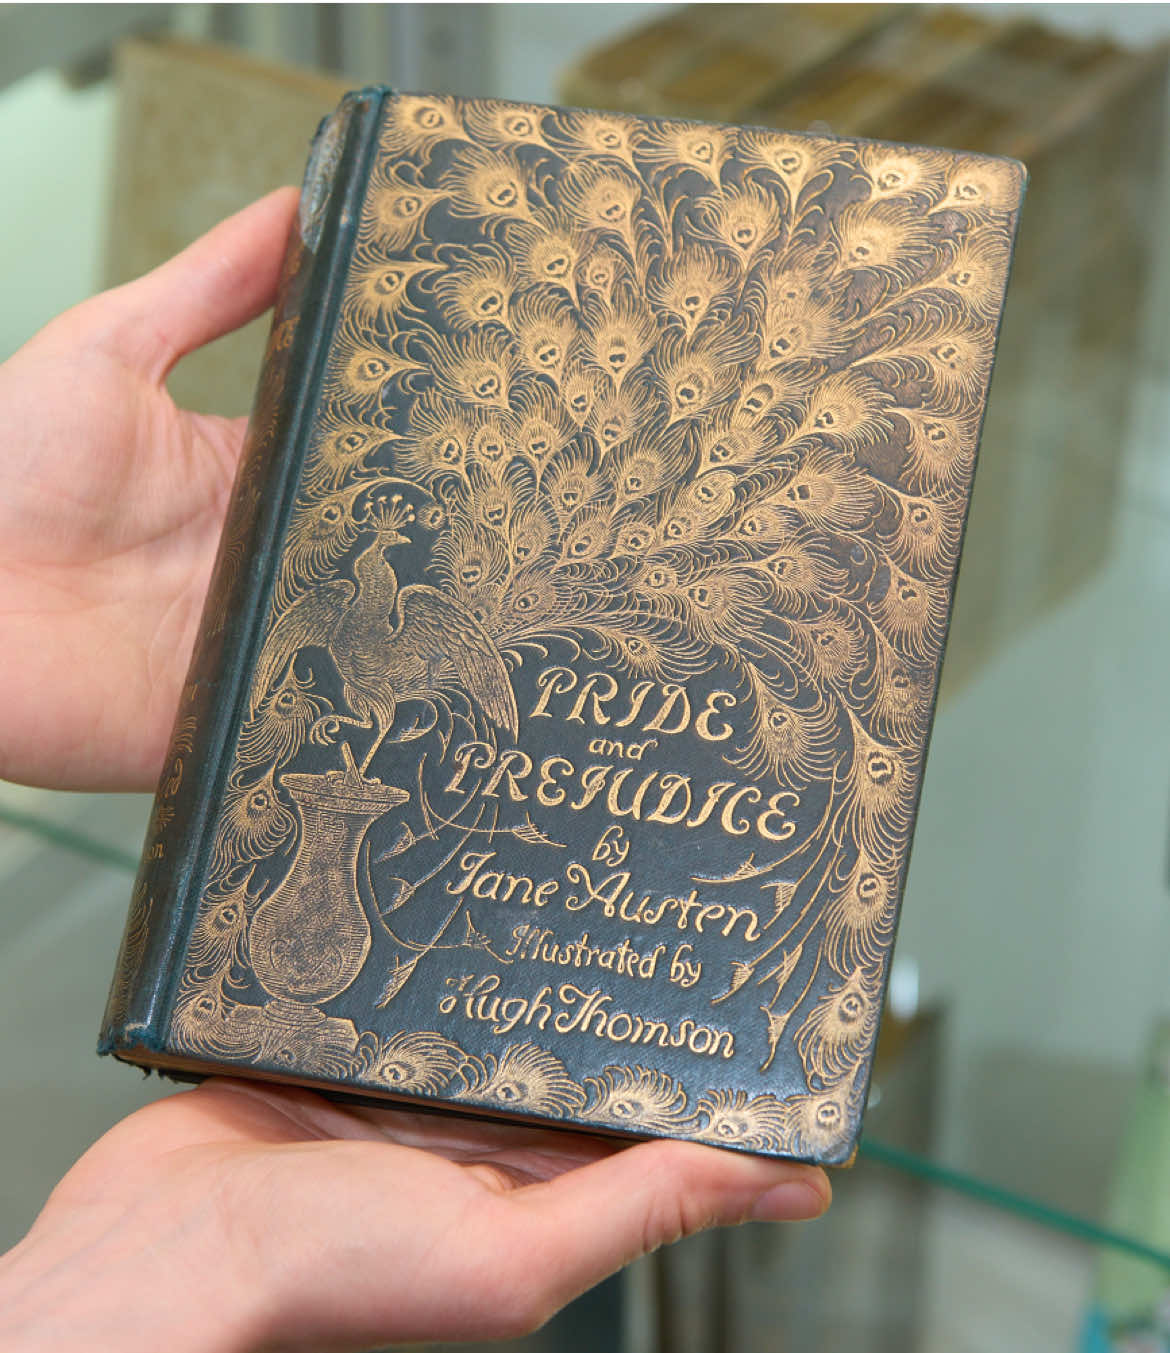 PRIDE
and
PREJUDICE
by
Jane Austen
Illustrated by
Hugh Thomson